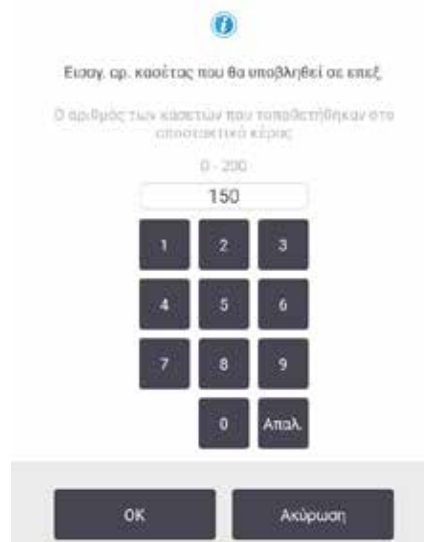 Εισαγ. αρ. κασέτας που θα υποβληθεί σε επεξ.
Ο αριθμός των κασετών που τοποθετήθηκαν στο
αποστακτικό κέρας
0 - 200
150
1 2 3
4 5 6
7 8 9
0 Απαλ.
OK Ακύρωση